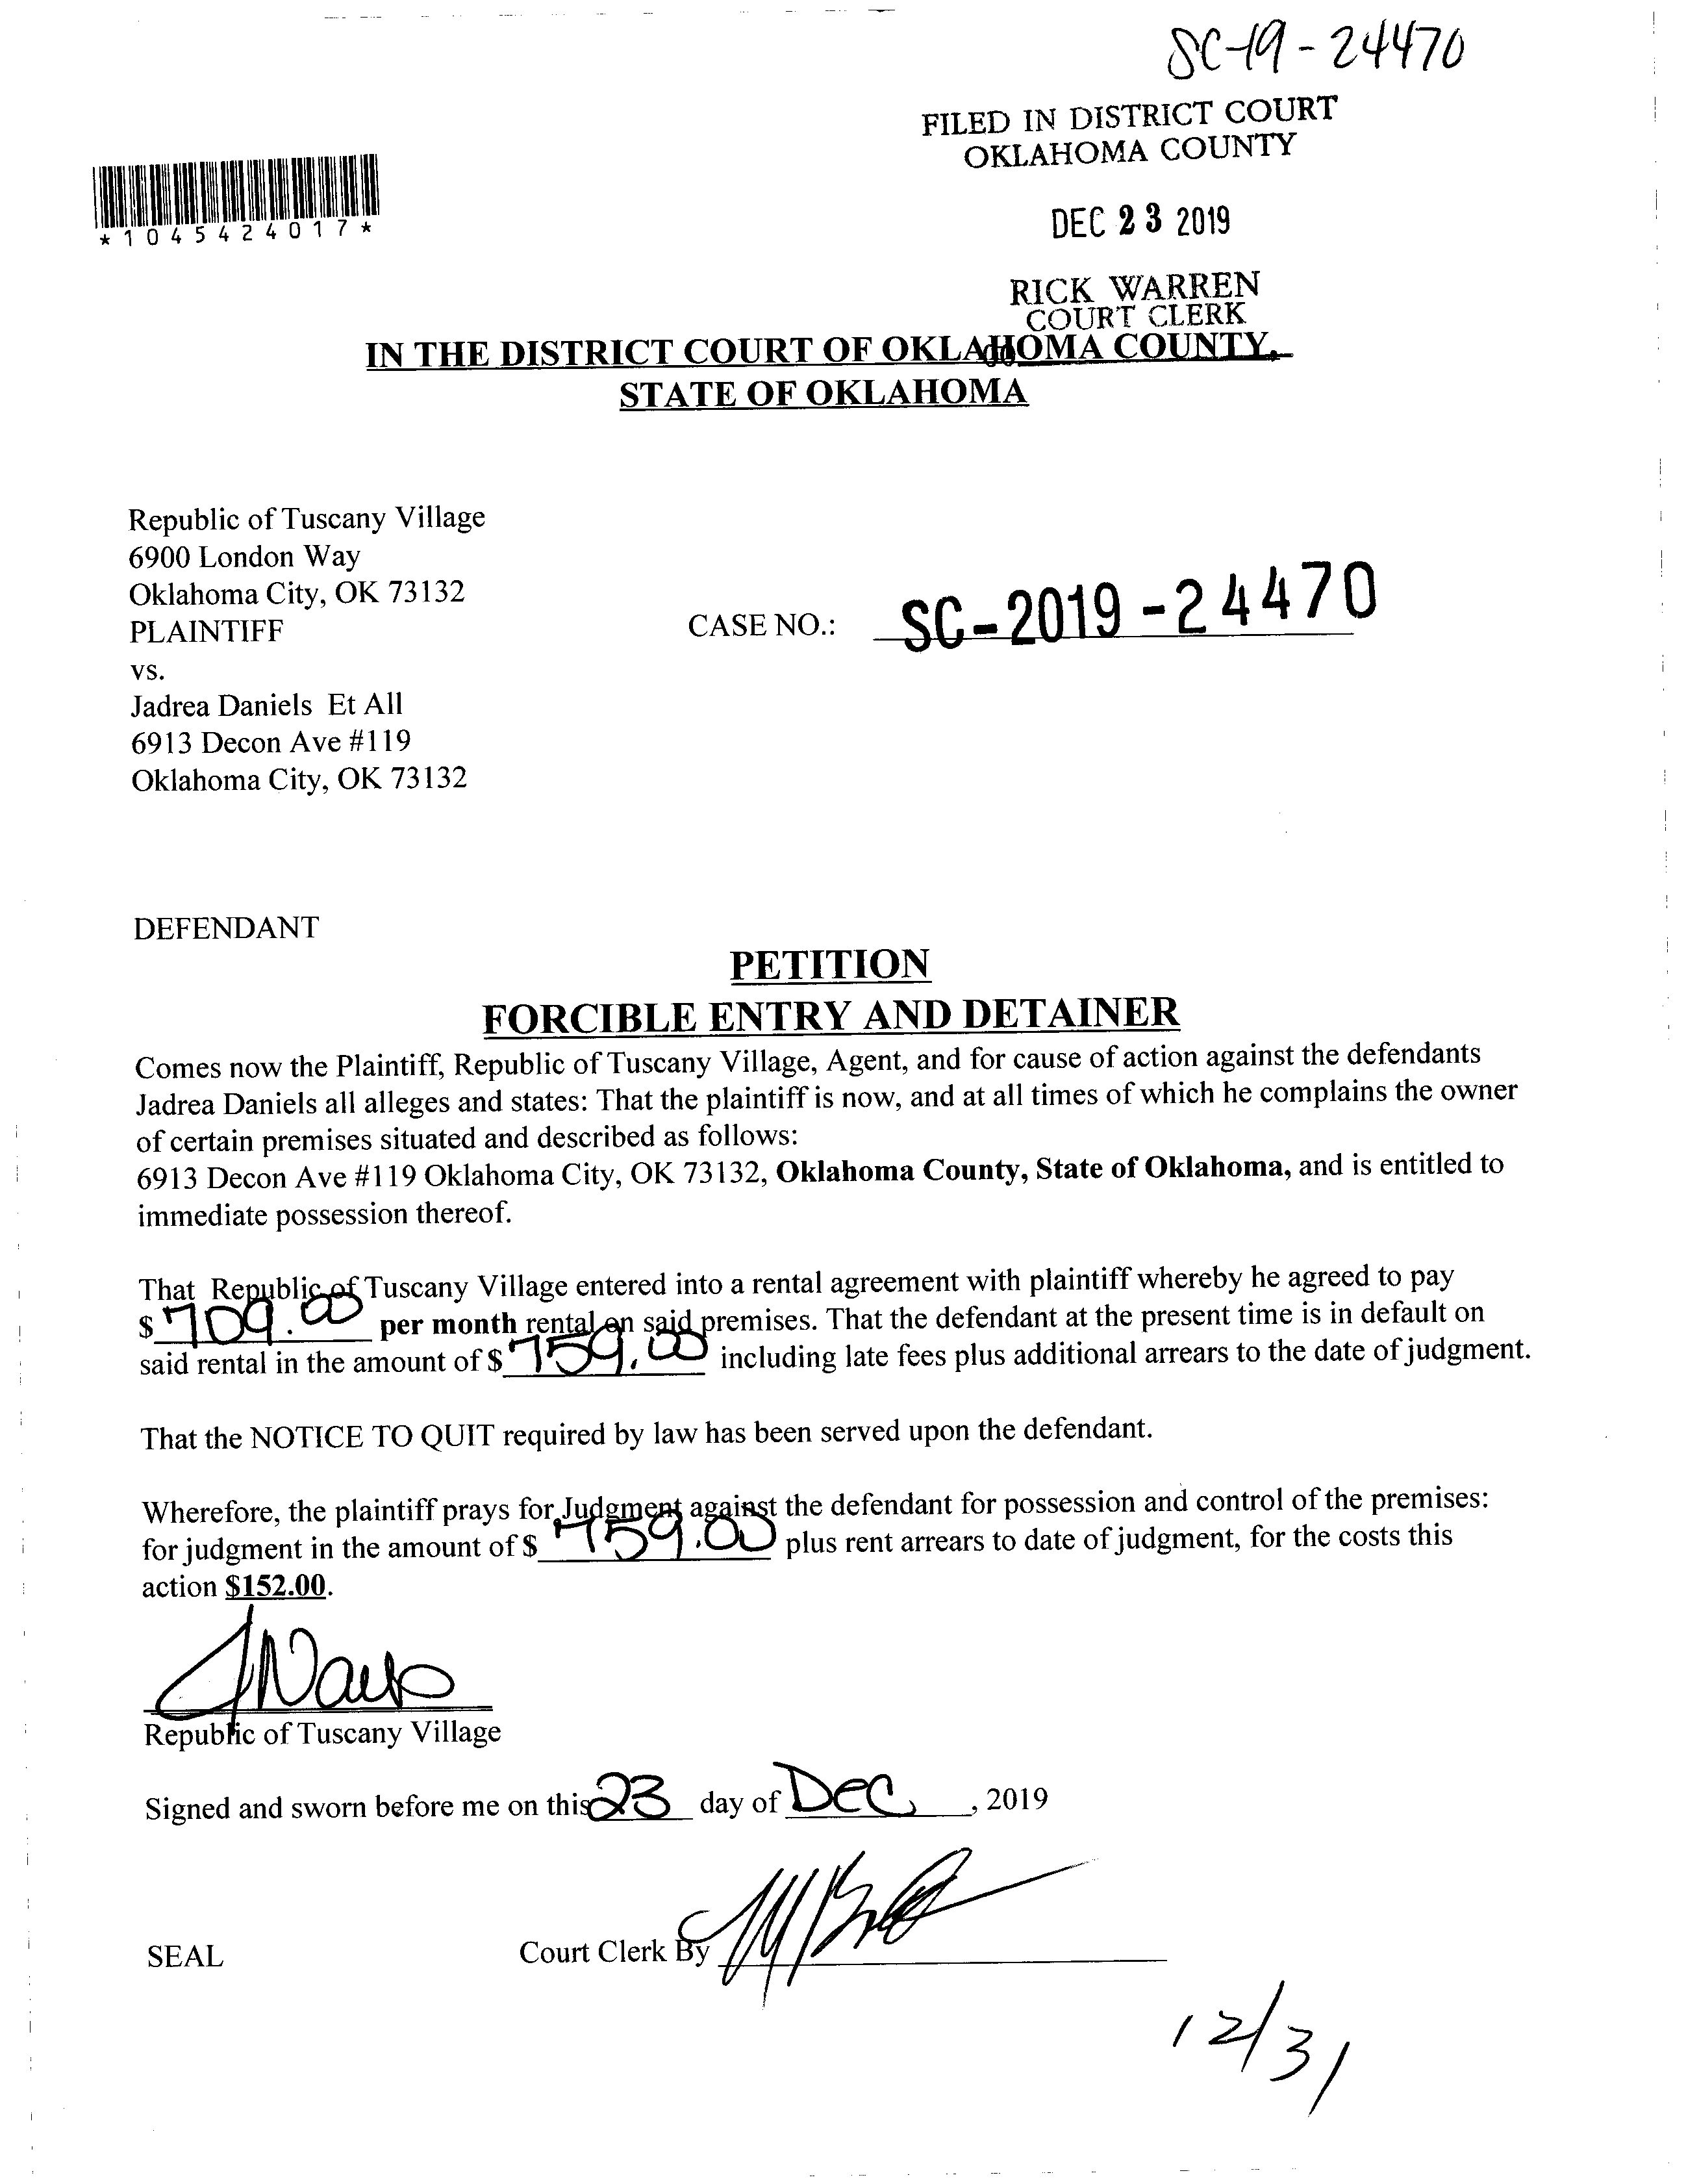 SC-19-24470
FILED IN DISTRICT COURT
OKLAHOMA COUNTY
*1045424017*
DEC 23 2019
RICK WARREN
COURT CLERK
IN THE DISTRICT COURT OF OKLAHOMA COUNTY,
STATE OF OKLAHOMA
Republic of Tuscany Village
6900 London Way
Oklahoma City, OK 73132
PLAINTIFF
CASE NO.: SC-2019-24470
vs.
Jadrea Daniels Et All
6913 Decon Ave #119
Oklahoma City, OK 73132
DEFENDANT
PETITION
FORCIBLE ENTRY AND DETAINER
Comes now the Plaintiff, Republic of Tuscany Village, Agent, and for cause of action against the defendants
Jadrea Daniels all alleges and states: That the plaintiff is now, and at all times of which he complains the owner
of certain premises situated and described as follows:
6913 Decon Ave #119 Oklahoma City, OK 73132, Oklahoma County, State of Oklahoma, and is entitled to
immediate possession thereof.
That Republic of Tuscany Village entered into a rental agreement with plaintiff whereby he agreed to pay
$ 709.00 per month rental on said premises. That the defendant at the present time is in default on
said rental in the amount of $ 759.00 including late fees plus additional arrears to the date of judgment.
That the NOTICE TO QUIT required by law has been served upon the defendant.
Wherefore, the plaintiff prays for Judgment against the defendant for possession and control of the premises:
for judgment in the amount of $ 759.00 plus rent arrears to date of judgment, for the costs this
action $152.00.
Republic of Tuscany Village
Signed and sworn before me on this 23 day of Dec, 2019
SEAL
Court Clerk By
12/31